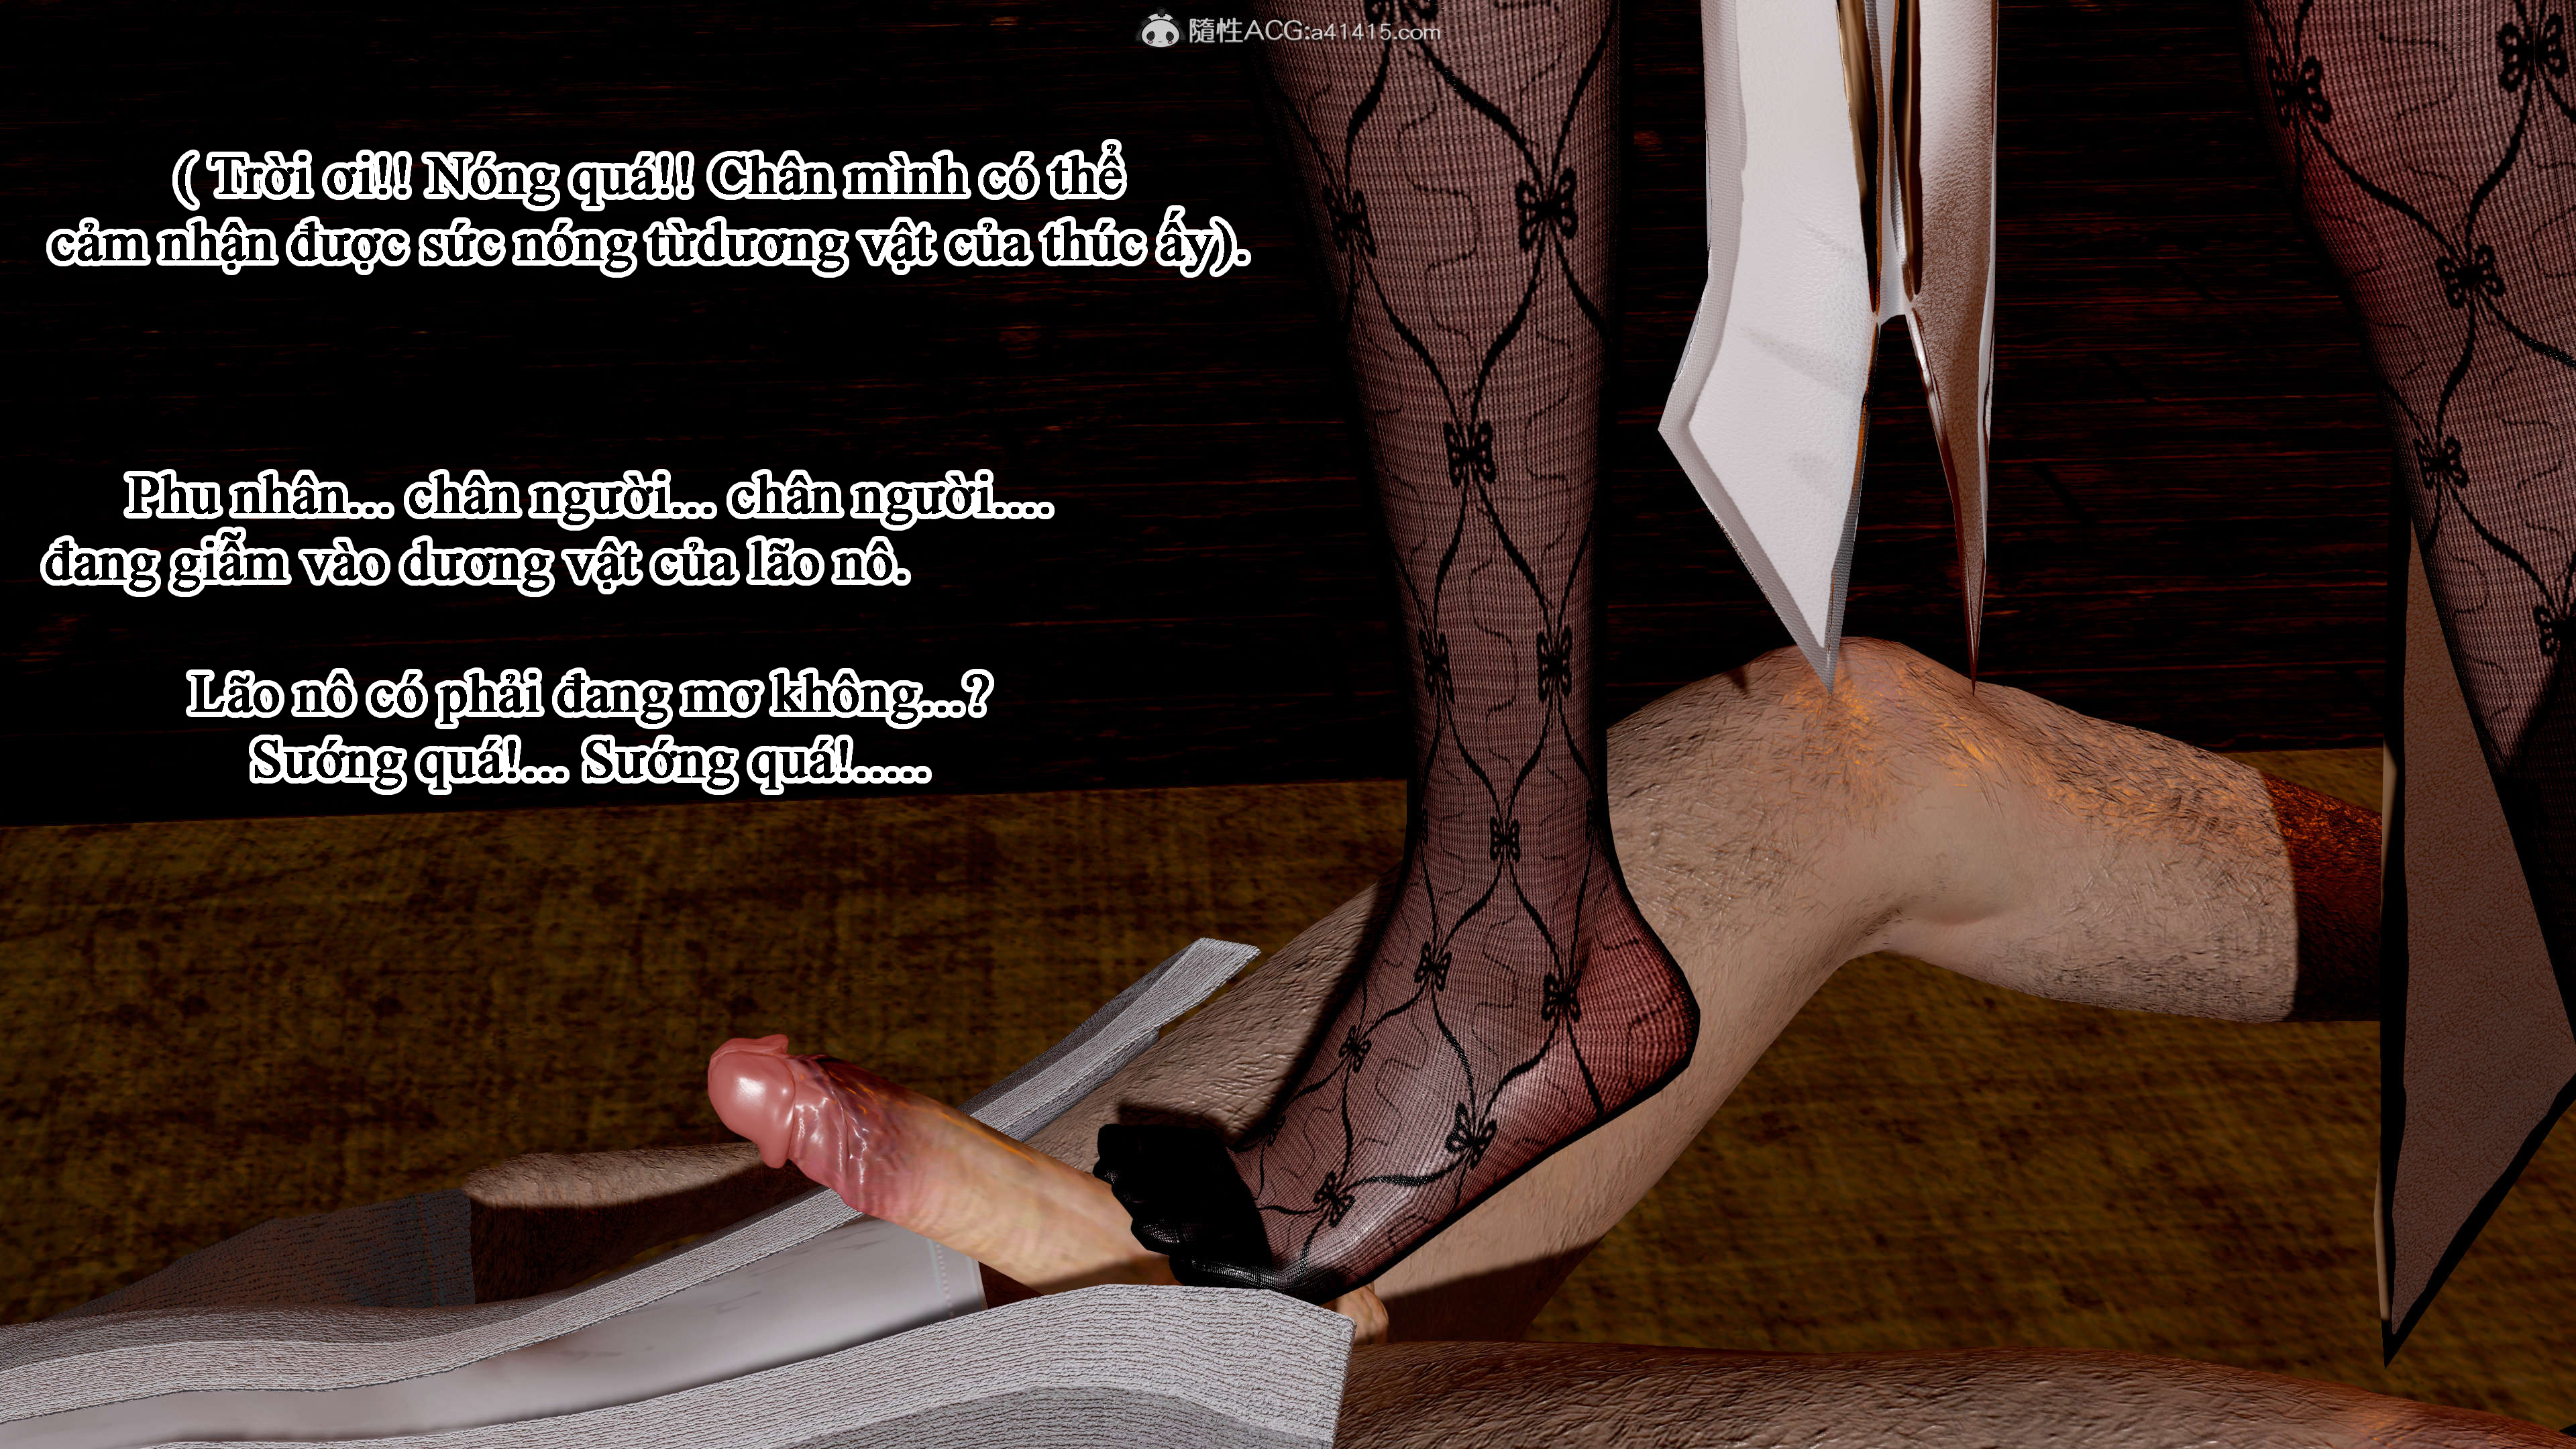 隨性ACG:a41415.com
( Trời ơi!! Nóng quá!! Chân mình có thể
cảm nhận được sức nóng từdương vật của thúc ấy).
Phu nhân... chân người... chân người....
đang giẫm vào dương vật của lão nô.
Lão nô có phải đang mơ không...?
Sướng quá!... Sướng quá!.....